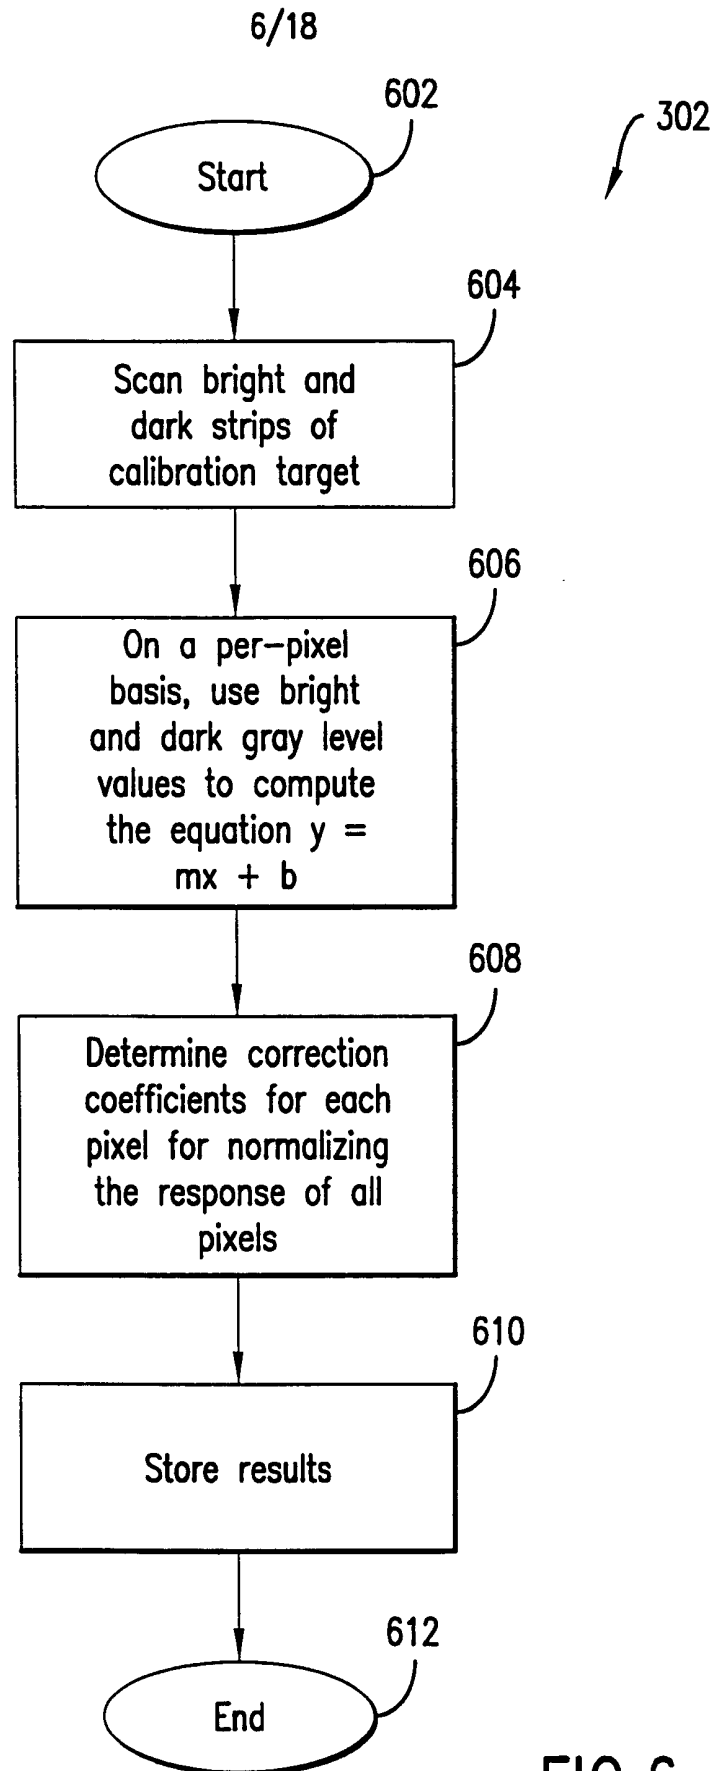 6/18
602
302
Start
604
Scan bright and
dark strips of
calibration target
606
On a per-pixel
basis, use bright
and dark gray level
values to compute
the equation y =
mx + b
608
Determine correction
coefficients for each
pixel for normalizing
the response of all
pixels
610
Store results
612
End
FIG.6